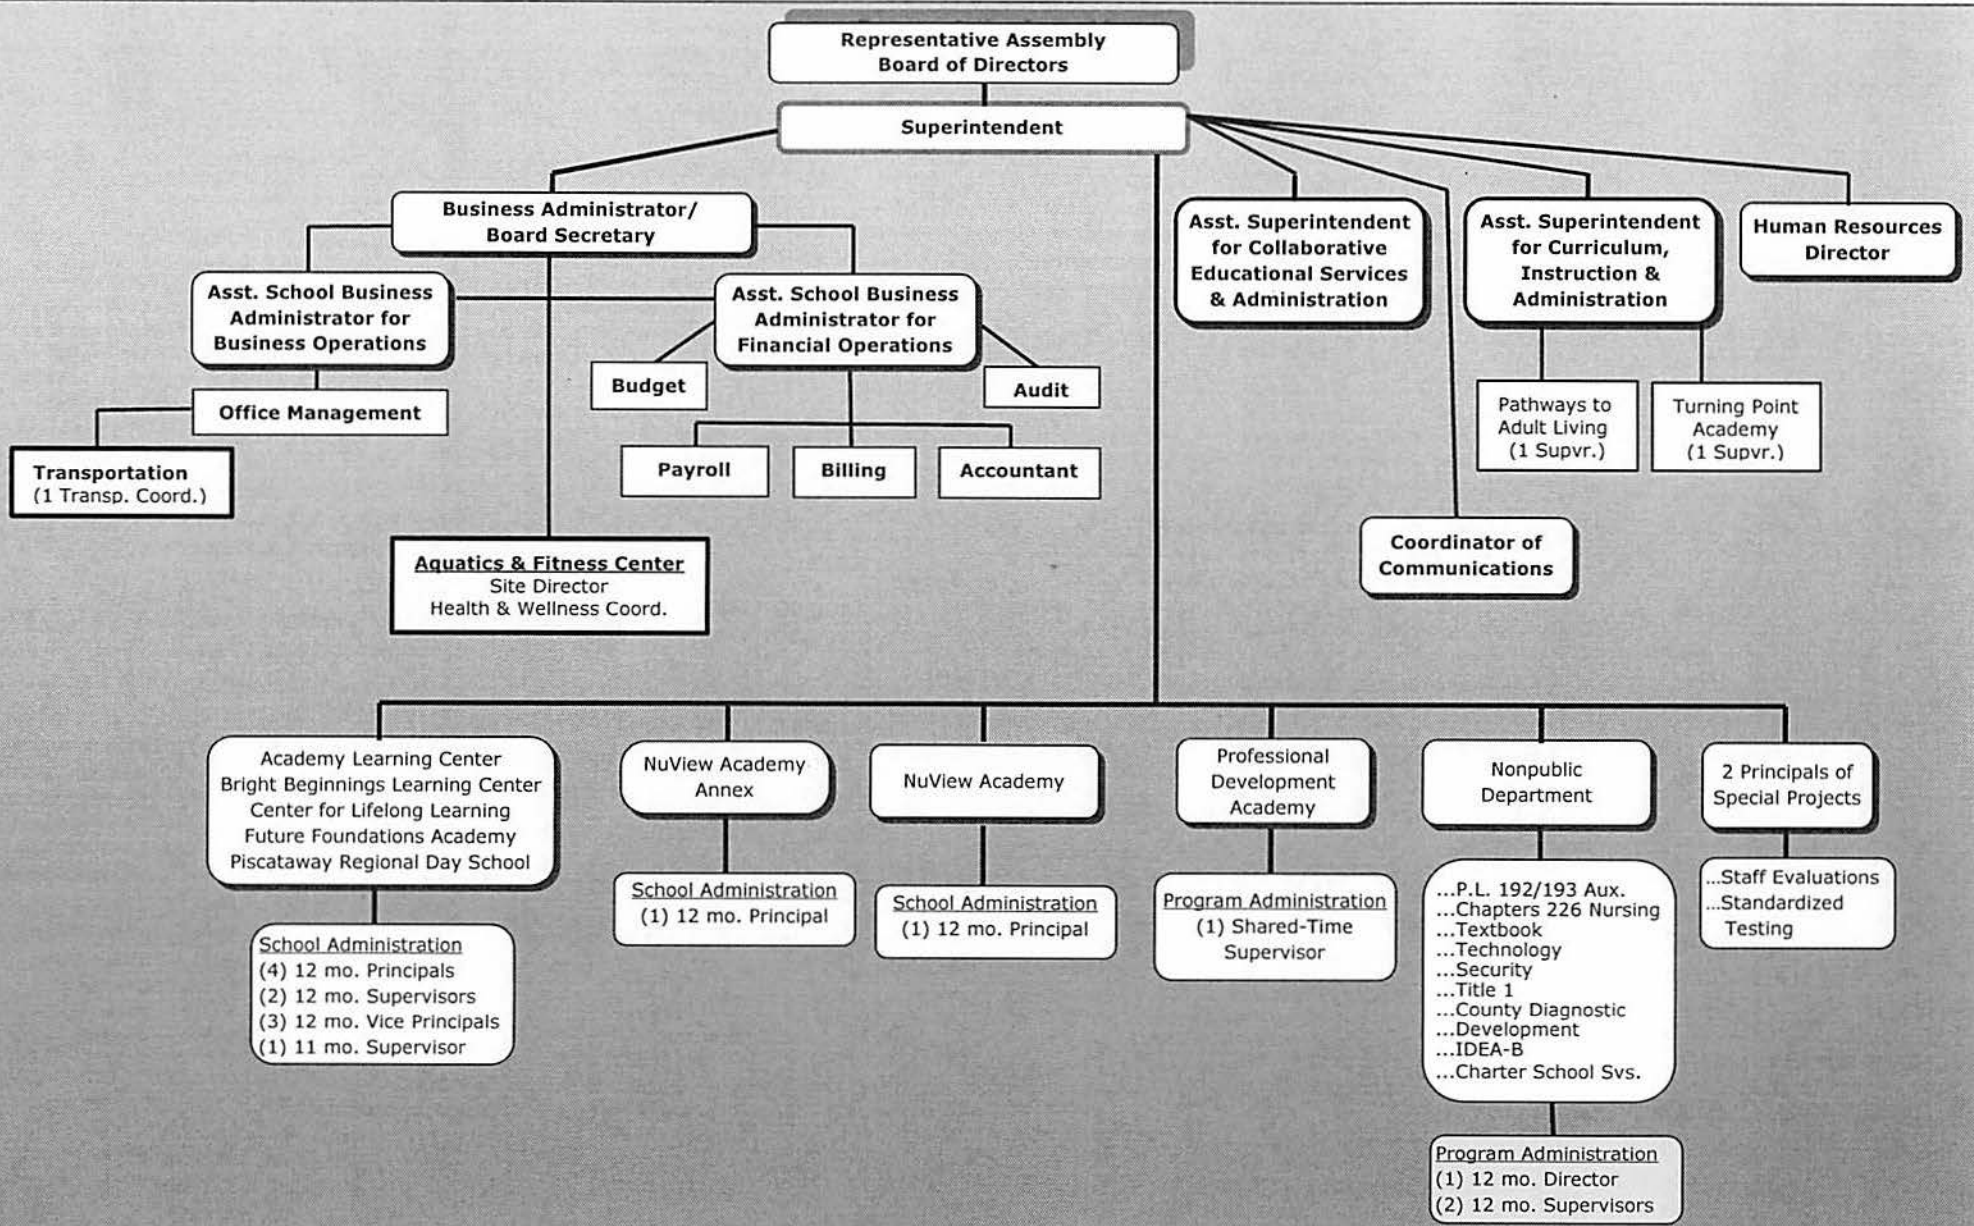 Representative Assembly
Board of Directors
Superintendent
Business Administrator/
Board Secretary
Asst. School Business
Administrator for
Business Operations
Asst. School Business
Administrator for
Financial Operations
Asst. Superintendent
for Collaborative
Educational Services
& Administration
Asst. Superintendent
for Curriculum,
Instruction &
Administration
Human Resources
Director
Office Management
Transportation
(1 Transp. Coord.)
Budget
Audit
Payroll
Billing
Accountant
Pathways to
Adult Living
(1 Supvr.)
Turning Point
Academy
(1 Supvr.)
Coordinator of
Communications
Aquatics & Fitness Center
Site Director
Health & Wellness Coord.
Academy Learning Center
Bright Beginnings Learning Center
Center for Lifelong Learning
Future Foundations Academy
Piscataway Regional Day School
School Administration
(4) 12 mo. Principals
(2) 12 mo. Supervisors
(3) 12 mo. Vice Principals
(1) 11 mo. Supervisor
NuView Academy
Annex
School Administration
(1) 12 mo. Principal
NuView Academy
School Administration
(1) 12 mo. Principal
Professional
Development
Academy
Program Administration
(1) Shared-Time
Supervisor
Nonpublic
Department
...P.L. 192/193 Aux.
...Chapters 226 Nursing
...Textbook
...Technology
...Security
...Title 1
...County Diagnostic
...Development
...IDEA-B
...Charter School Svs.
Program Administration
(1) 12 mo. Director
(2) 12 mo. Supervisors
2 Principals of
Special Projects
...Staff Evaluations
...Standardized
Testing